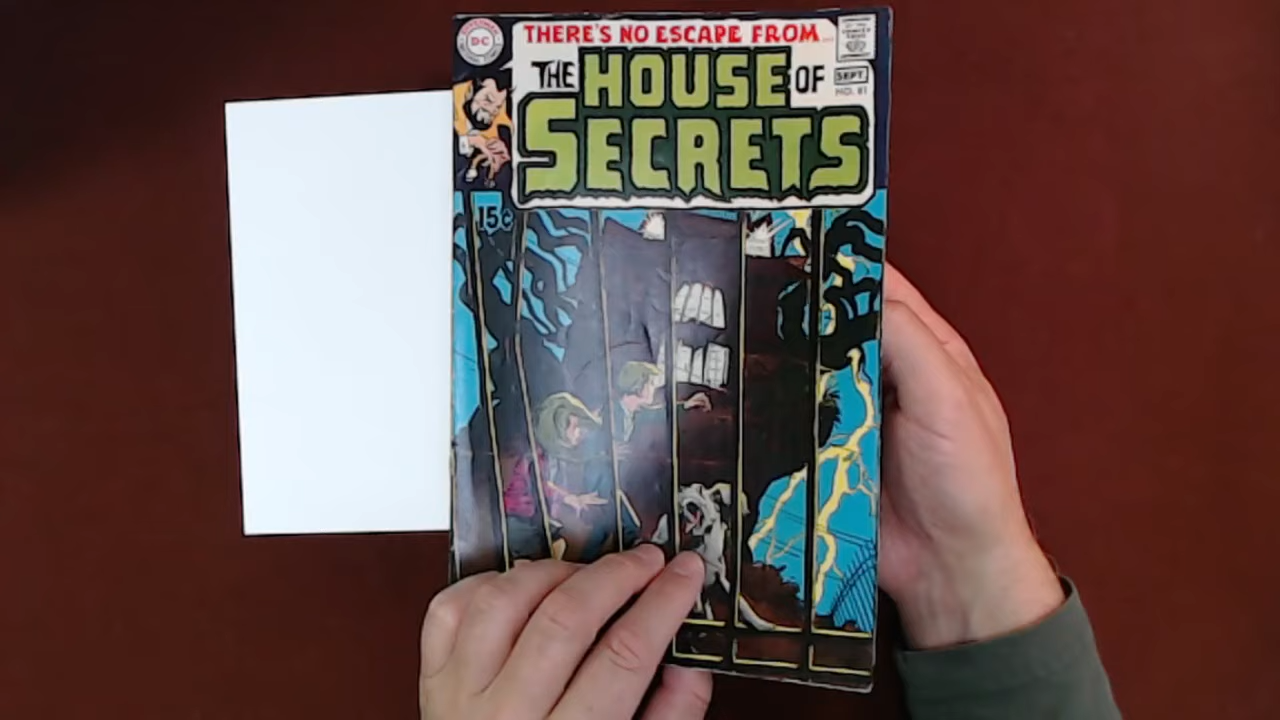 THERE'S NO ESCAPE FROM...
DC
THE HOUSE OF
SEPT.
NO. 81
SECRETS
15¢